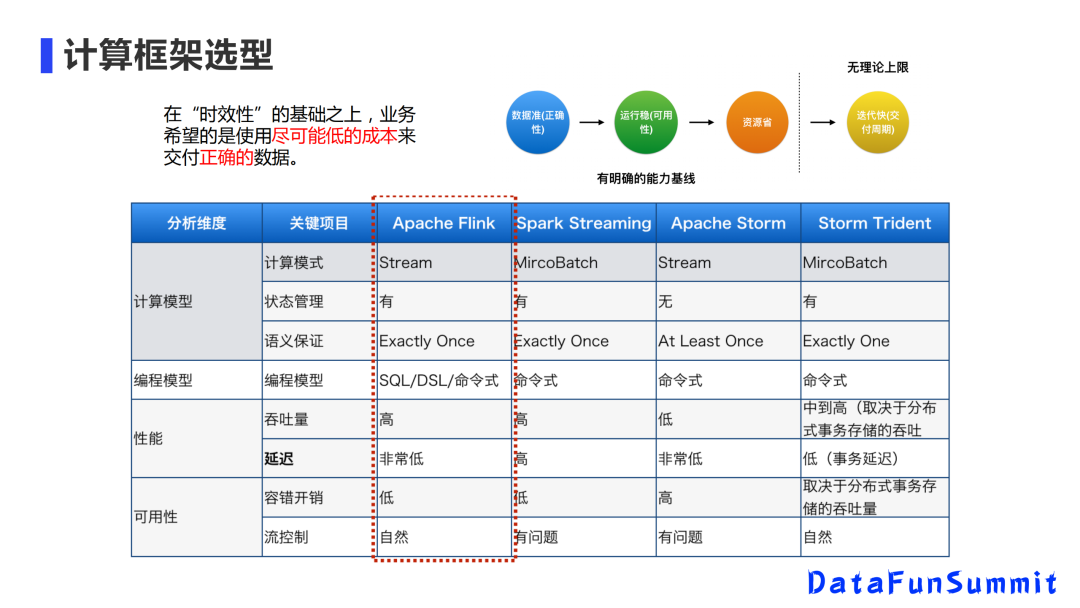 计算框架选型
无理论上限
在“时效性”的基础之上，业务
希望的是使用尽可能低的成本来
交付正确的数据。
数据准(正确
性)
运行稳(可用
性)
资源省
迭代快(交
付周期)
有明确的能力基线
分析维度 关键项目 Apache Flink Spark Streaming Apache Storm Storm Trident
计算模型 计算模式 Stream MircoBatch Stream MircoBatch
状态管理 有 有 无 有
语义保证 Exactly Once Exactly Once At Least Once Exactly One
编程模型 编程模型 SQL/DSL/命令式 命令式 命令式 命令式
性能 吞吐量 高 高 低 中到高（取决于分布
式事务存储的吞吐
延迟 非常低 高 非常低 低（事务延迟）
可用性 容错开销 低 低 高 取决于分布式事务存
储的吞吐量
流控制 自然 有问题 有问题 自然
DataFunSummit